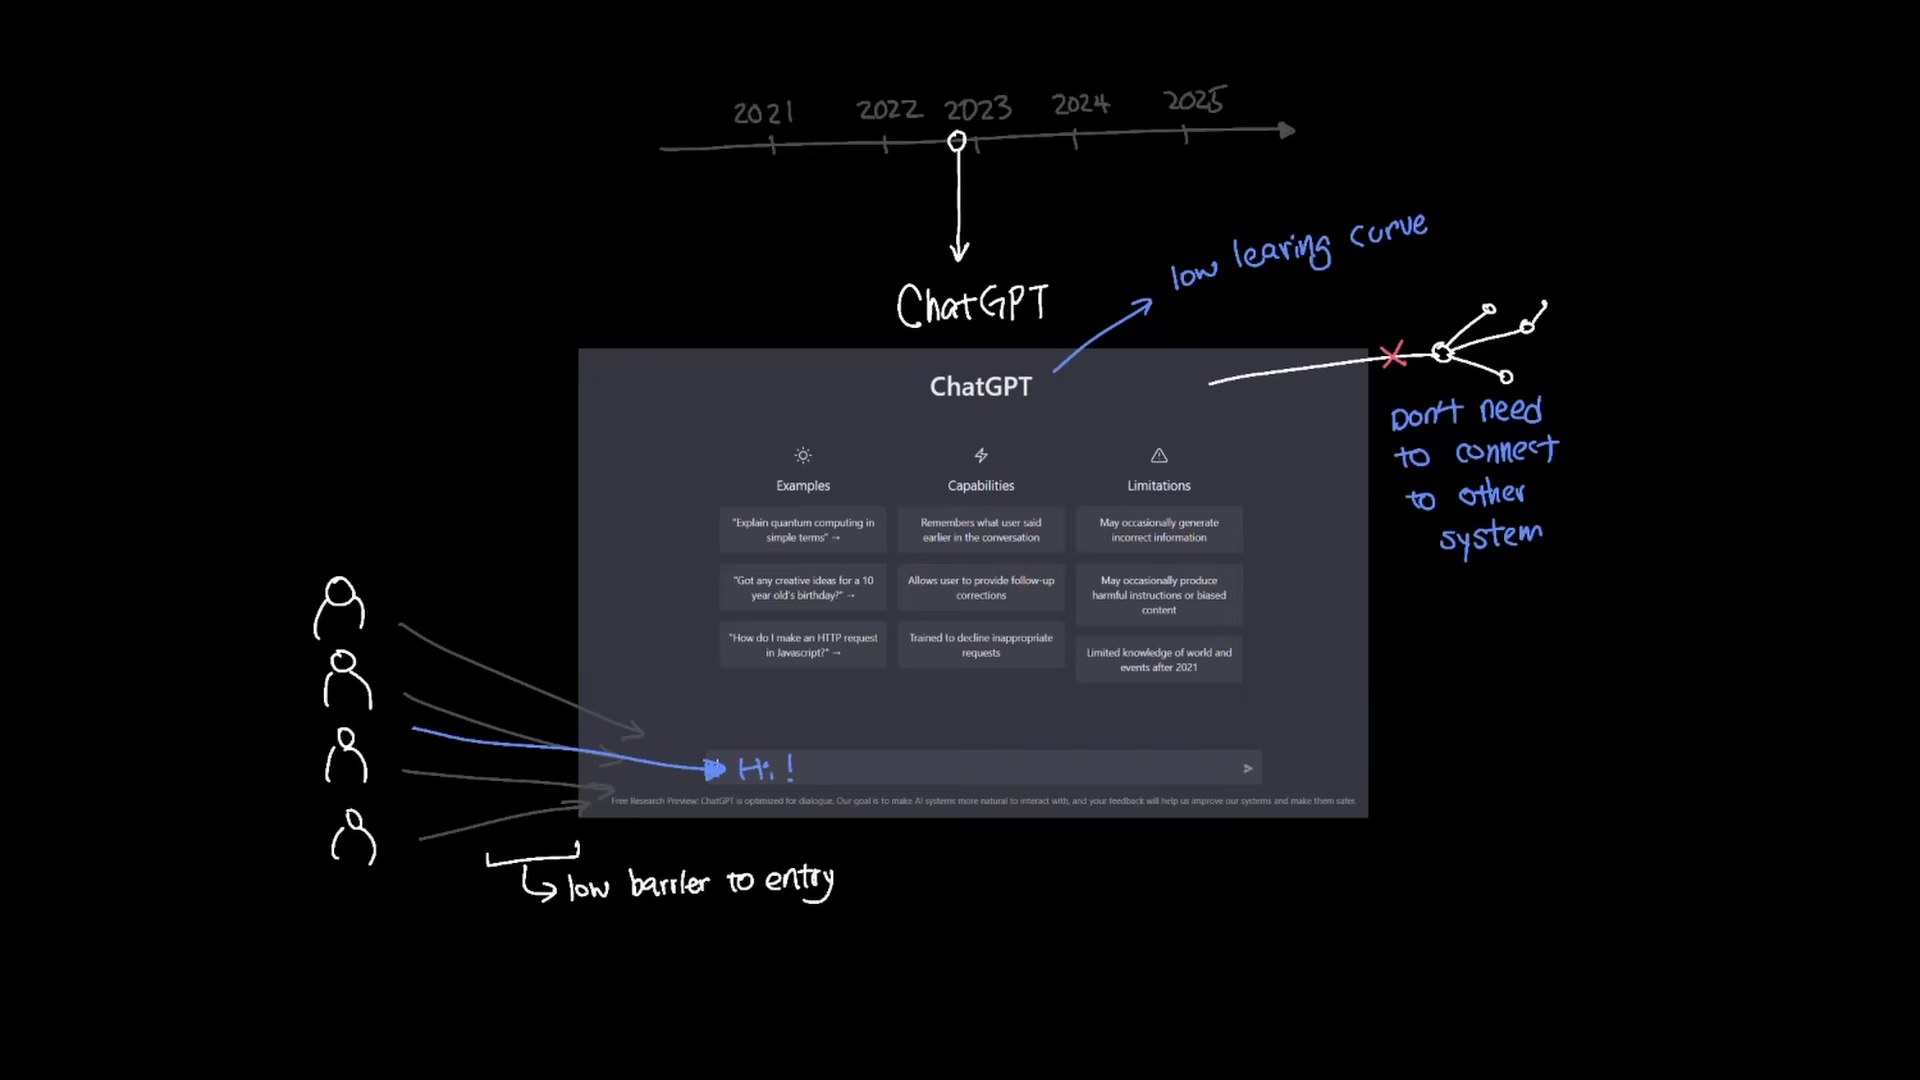 2021 2022 2023 2024 2025
ChatGPT
low learing curve
ChatGPT
Don't need
to connect
to other
system
Examples
"Explain quantum computing in
simple terms" →
"Got any creative ideas for a 10
year old's birthday?" →
"How do I make an HTTP request
in Javascript?" →
Capabilities
Remembers what user said
earlier in the conversation
Allows user to provide follow-up
corrections
Trained to decline inappropriate
requests
Limitations
May occasionally generate
incorrect information
May occasionally produce
harmful instructions or biased
content
Limited knowledge of world and
events after 2021
Hi!
Free Research Preview: ChatGPT is optimized for dialogue. Our goal is to make AI systems more natural to interact with, and your feedback will help us improve our systems and make them safer.
low barrier to entry